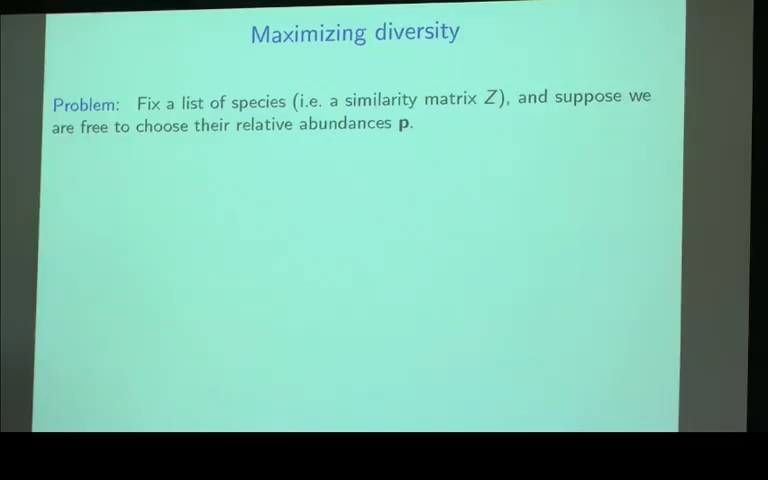 Maximizing diversity
Problem: Fix a list of species (i.e. a similarity matrix Z), and suppose we
are free to choose their relative abundances p.